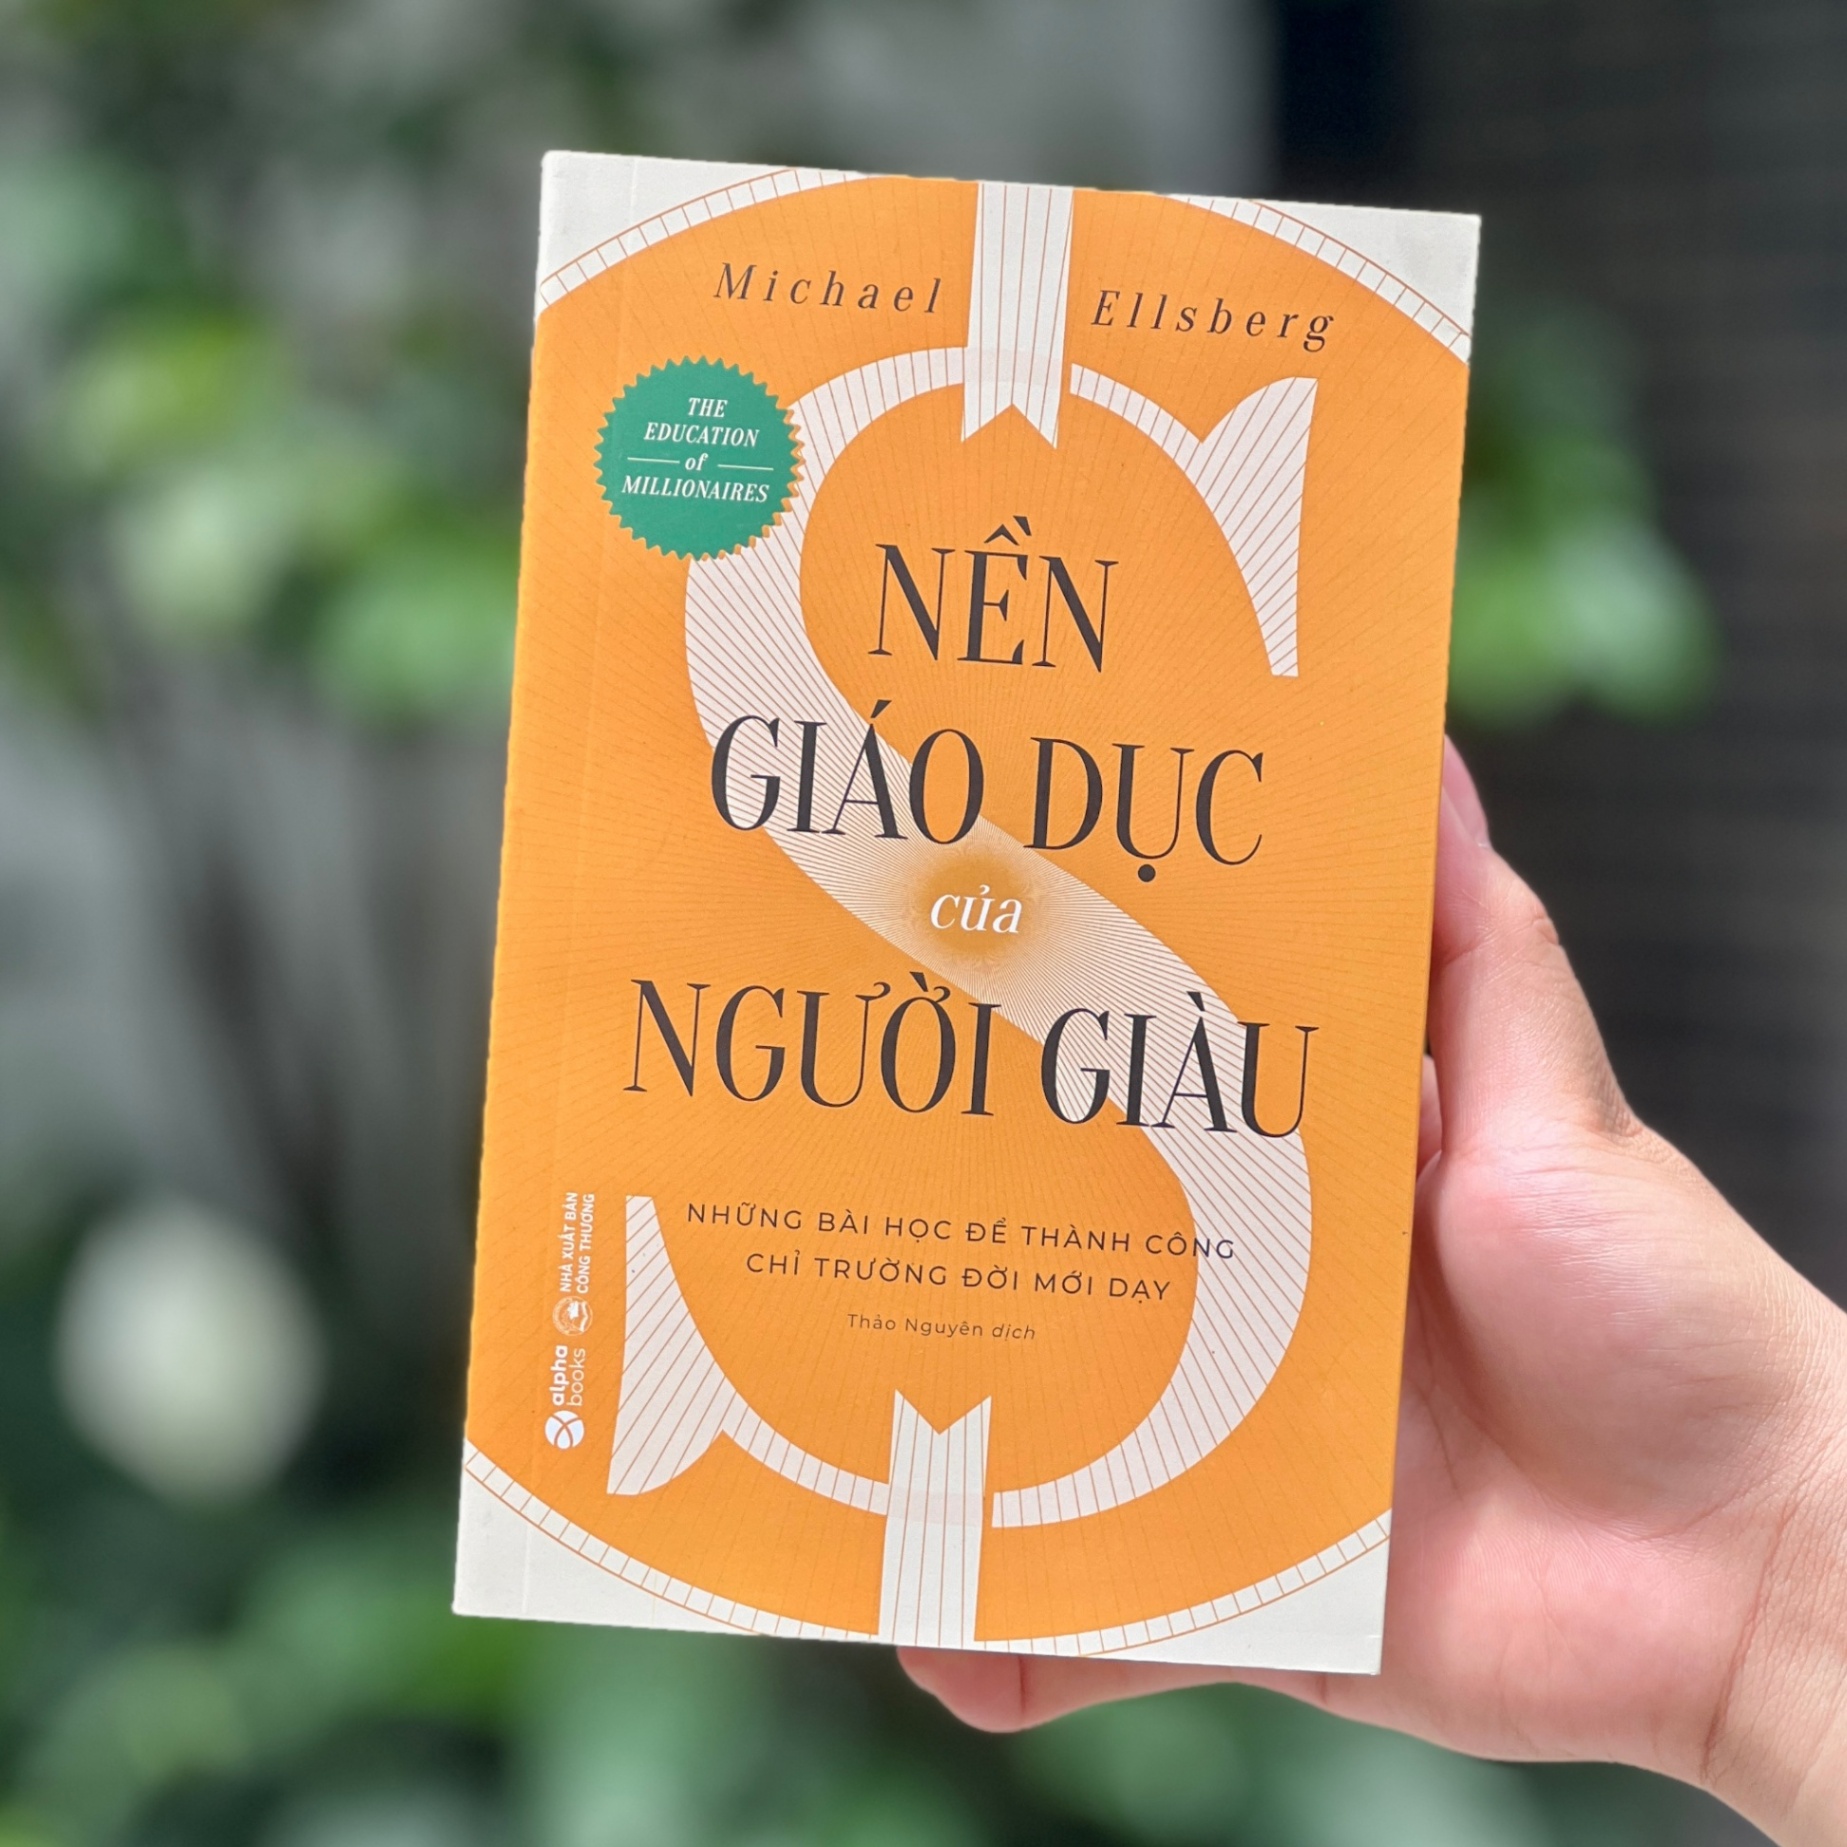 Michael Ellsberg
THE
EDUCATION
of
MILLIONAIRES
NỀN
GIÁO DỤC
của
NGƯỜI GIÀU
NHỮNG BÀI HỌC ĐỂ THÀNH CÔNG
CHỈ TRƯỜNG ĐỜI MỚI DẠY
Thảo Nguyên dịch
alpha
books
NHÀ XUẤT BẢN
CÔNG THƯƠNG